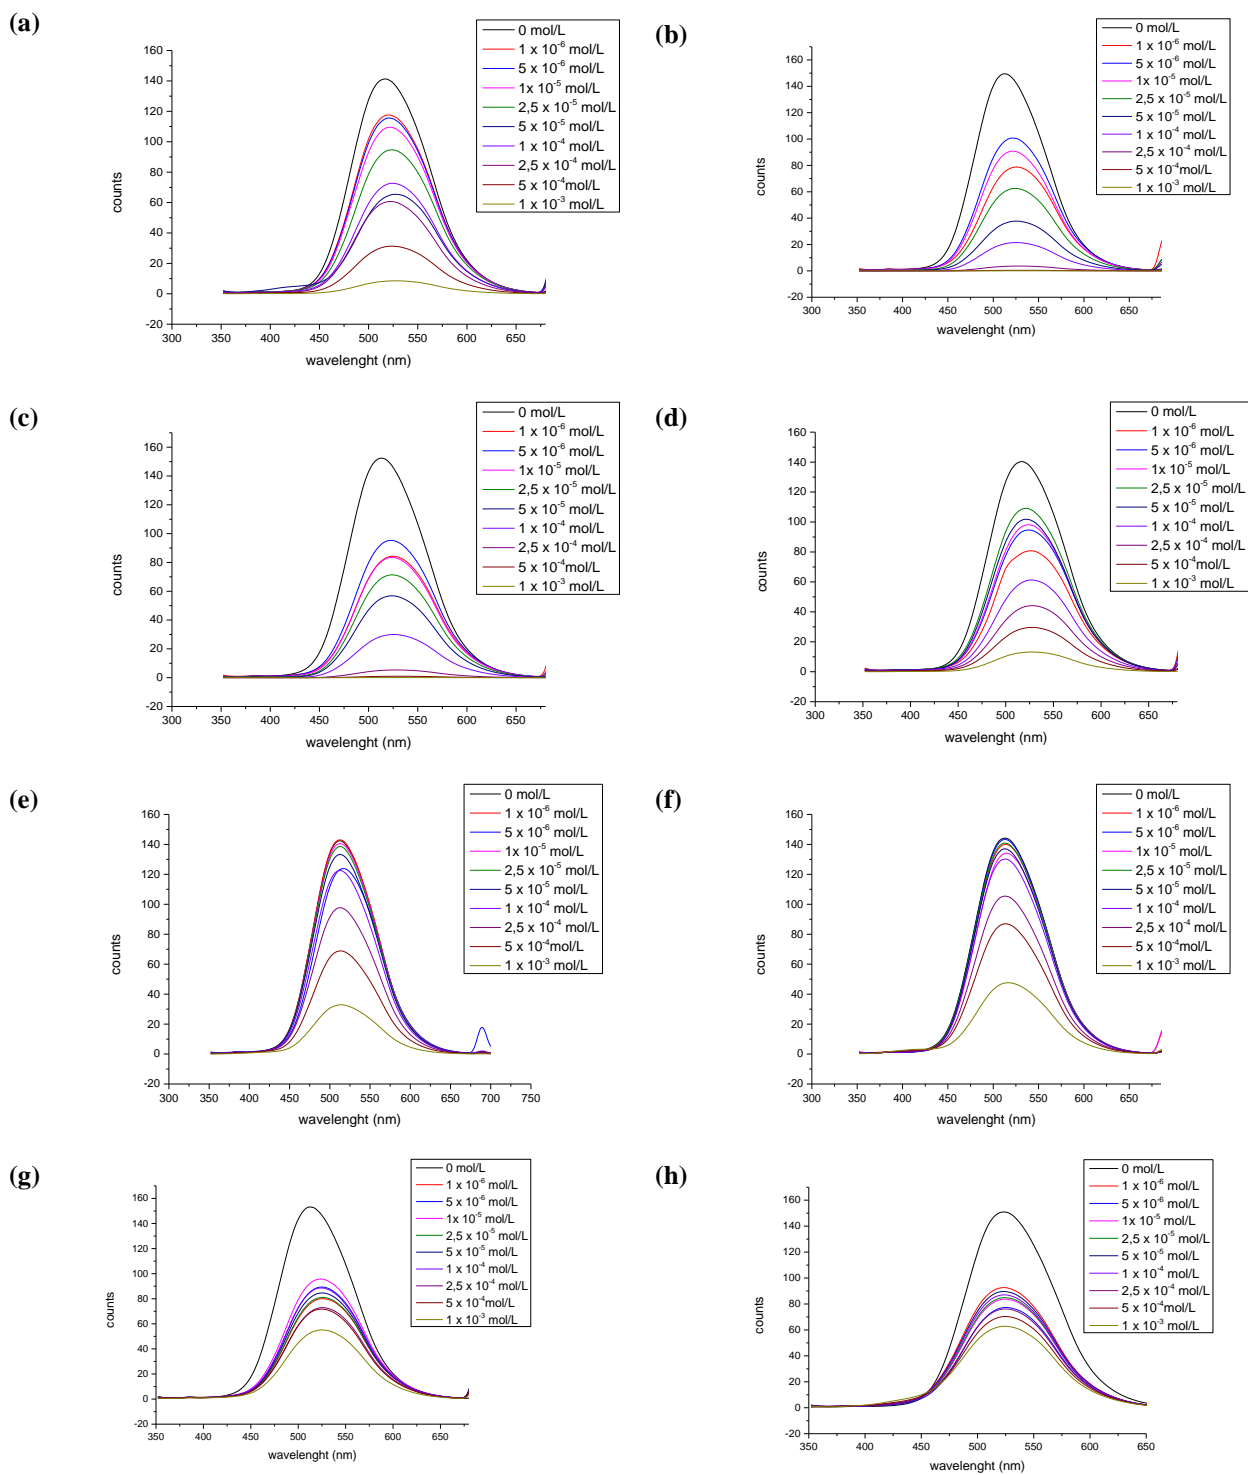 (a)
0 mol/L
1 x 10⁻⁶ mol/L
5 x 10⁻⁶ mol/L
1x 10⁻⁵ mol/L
2,5 x 10⁻⁵ mol/L
5 x 10⁻⁵ mol/L
1 x 10⁻⁴ mol/L
2,5 x 10⁻⁴ mol/L
5 x 10⁻⁴mol/L
1 x 10⁻³ mol/L
160
140
120
100
80
60
40
20
0
-20
counts
300 350 400 450 500 550 600 650
wavelenght (nm)
(b)
0 mol/L
1 x 10⁻⁶ mol/L
5 x 10⁻⁶ mol/L
1x 10⁻⁵ mol/L
2,5 x 10⁻⁵ mol/L
5 x 10⁻⁵ mol/L
1 x 10⁻⁴ mol/L
2,5 x 10⁻⁴ mol/L
5 x 10⁻⁴mol/L
1 x 10⁻³ mol/L
160
140
120
100
80
60
40
20
0
-20
counts
300 350 400 450 500 550 600 650
wavelenght (nm)
(c)
0 mol/L
1 x 10⁻⁶ mol/L
5 x 10⁻⁶ mol/L
1x 10⁻⁵ mol/L
2,5 x 10⁻⁵ mol/L
5 x 10⁻⁵ mol/L
1 x 10⁻⁴ mol/L
2,5 x 10⁻⁴ mol/L
5 x 10⁻⁴mol/L
1 x 10⁻³ mol/L
160
140
120
100
80
60
40
20
0
-20
counts
300 350 400 450 500 550 600 650
wavelenght (nm)
(d)
0 mol/L
1 x 10⁻⁶ mol/L
5 x 10⁻⁶ mol/L
1x 10⁻⁵ mol/L
2,5 x 10⁻⁵ mol/L
5 x 10⁻⁵ mol/L
1 x 10⁻⁴ mol/L
2,5 x 10⁻⁴ mol/L
5 x 10⁻⁴mol/L
1 x 10⁻³ mol/L
160
140
120
100
80
60
40
20
0
-20
counts
300 350 400 450 500 550 600 650
wavelenght (nm)
(e)
0 mol/L
1 x 10⁻⁶ mol/L
5 x 10⁻⁶ mol/L
1x 10⁻⁵ mol/L
2,5 x 10⁻⁵ mol/L
5 x 10⁻⁵ mol/L
1 x 10⁻⁴ mol/L
2,5 x 10⁻⁴ mol/L
5 x 10⁻⁴mol/L
1 x 10⁻³ mol/L
160
140
120
100
80
60
40
20
0
-20
counts
300 350 400 450 500 550 600 650 700 750
wavelenght (nm)
(f)
0 mol/L
1 x 10⁻⁶ mol/L
5 x 10⁻⁶ mol/L
1x 10⁻⁵ mol/L
2,5 x 10⁻⁵ mol/L
5 x 10⁻⁵ mol/L
1 x 10⁻⁴ mol/L
2,5 x 10⁻⁴ mol/L
5 x 10⁻⁴mol/L
1 x 10⁻³ mol/L
160
140
120
100
80
60
40
20
0
-20
counts
300 350 400 450 500 550 600 650
wavelenght (nm)
(g)
0 mol/L
1 x 10⁻⁶ mol/L
5 x 10⁻⁶ mol/L
1x 10⁻⁵ mol/L
2,5 x 10⁻⁵ mol/L
5 x 10⁻⁵ mol/L
1 x 10⁻⁴ mol/L
2,5 x 10⁻⁴ mol/L
5 x 10⁻⁴mol/L
1 x 10⁻³ mol/L
160
140
120
100
80
60
40
20
0
-20
counts
350 400 450 500 550 600 650
wavelenght (nm)
(h)
0 mol/L
1 x 10⁻⁶ mol/L
5 x 10⁻⁶ mol/L
1x 10⁻⁵ mol/L
2,5 x 10⁻⁵ mol/L
5 x 10⁻⁵ mol/L
1 x 10⁻⁴ mol/L
2,5 x 10⁻⁴ mol/L
5 x 10⁻⁴mol/L
1 x 10⁻³ mol/L
160
140
120
100
80
60
40
20
0
-20
counts
350 400 450 500 550 600 650
wavelenght (nm)